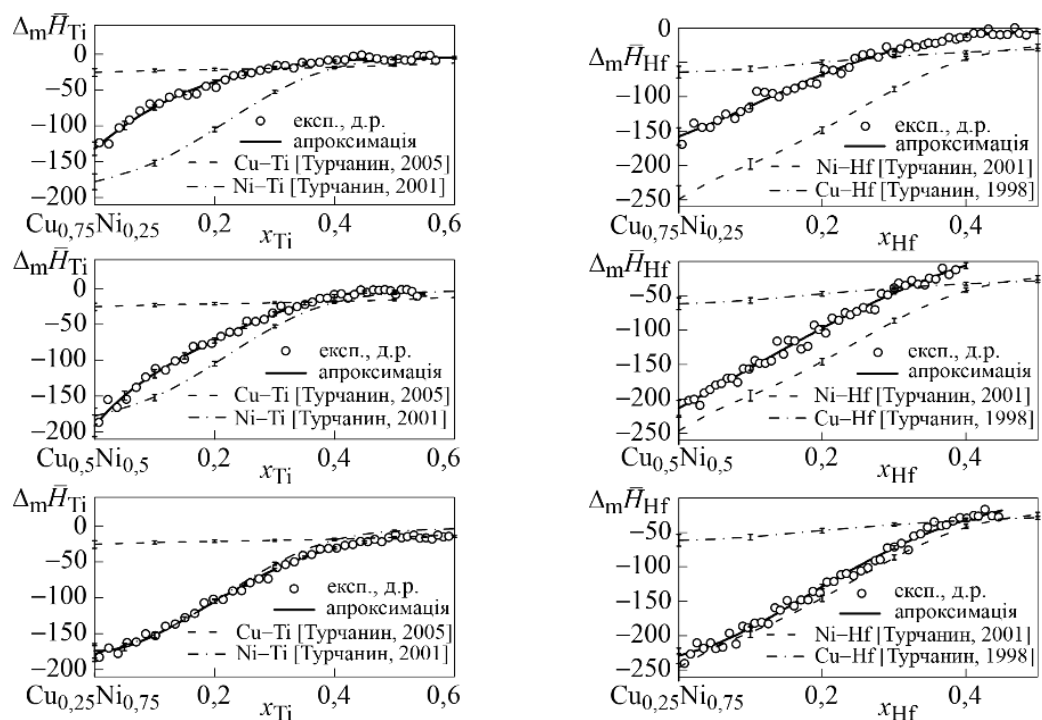 ΔmH̄Ti
0
−50
−100
−150
−200
експ., д.р.
апроксимація
Cu−Ti [Турчанин, 2005]
Ni−Ti [Турчанин, 2001]
Cu0,75Ni0,25
0,2
0,4
0,6
xTi
ΔmH̄Hf
0
−50
−100
−150
−200
−250
експ., д.р.
апроксимація
Ni−Hf [Турчанин, 2001]
Cu−Hf [Турчанин, 1998]
Cu0,75Ni0,25
0,2
0,4
xHf
ΔmH̄Ti
0
−50
−100
−150
−200
експ., д.р.
апроксимація
Cu−Ti [Турчанин, 2005]
Ni−Ti [Турчанин, 2001]
Cu0,5Ni0,5
0,2
0,4
0,6
xTi
ΔmH̄Hf
−50
−100
−150
−200
−250
експ., д.р.
апроксимація
Ni−Hf [Турчанин, 2001]
Cu−Hf [Турчанин, 1998]
Cu0,5Ni0,5
0,2
0,4
xHf
ΔmH̄Ti
0
−50
−100
−150
−200
експ., д.р.
апроксимація
Cu−Ti [Турчанин, 2005]
Ni−Ti [Турчанин, 2001]
Cu0,25Ni0,75
0,2
0,4
0,6
xTi
ΔmH̄Hf
−50
−100
−150
−200
−250
експ., д.р.
апроксимація
Ni−Hf [Турчанин, 2001]
Cu−Hf [Турчанин, 1998]
Cu0,25Ni0,75
0,2
0,4
xHf